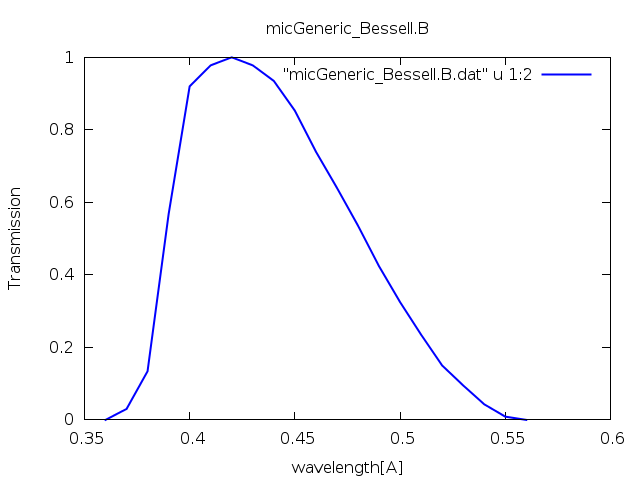 micGeneric_Bessell.B
"micGeneric_Bessell.B.dat" u 1:2
Transmission
1
0.8
0.6
0.4
0.2
0
0.35 0.4 0.45 0.5 0.55 0.6
wavelength[A]